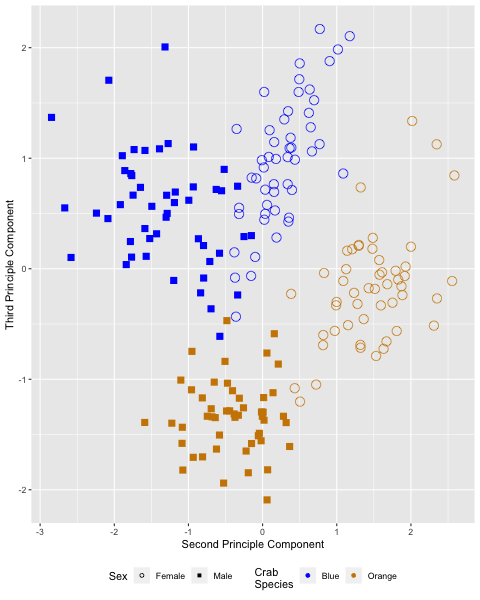 Third Principle Component
2
1
0
-1
-2
-3
-2
-1
0
1
2
Second Principle Component
Sex
Female
Male
Crab
Species
Blue
Orange